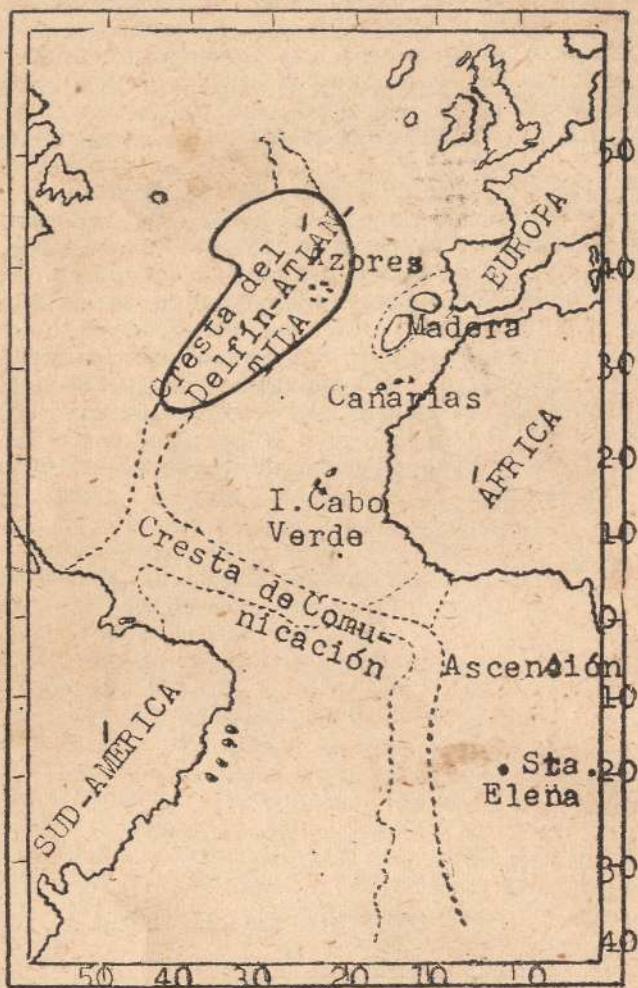 50
EUROPA
40
Azores
Cresta del
Delfín-ATLÁN
TIDA
Madera
30
Canarias
ÁFRICA
20
I. Cabo
Verde
10
Cresta de Comu-
nicación
0
Ascención
10
SUD-AMÉRICA
Sta.
20
Elena
30
40
50 40 30 20 10 10